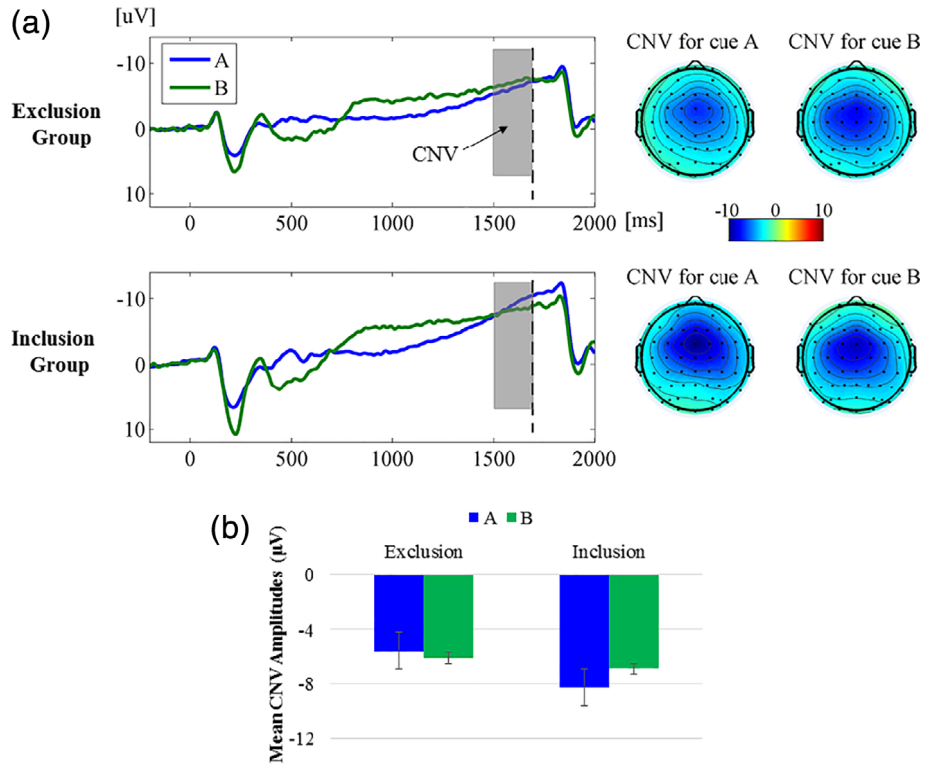 (a)
[uV]
Exclusion
Group
-10
0
10
A
B
CNV
0 500 1000 1500 2000 [ms]
CNV for cue A CNV for cue B
-10 0 10
Inclusion
Group
-10
0
10
0 500 1000 1500 2000
CNV for cue A CNV for cue B
(b)
A B
Exclusion Inclusion
Mean CNV Amplitudes (μV)
0
-4
-8
-12